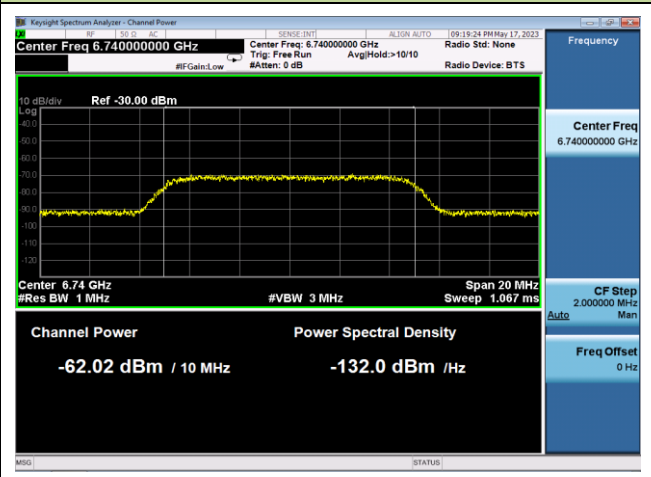 Keysight Spectrum Analyzer - Channel Power
RF 50 Ω AC SENSE:INT ALIGN AUTO 09:19:24 PM May 17, 2023
Center Freq 6.740000000 GHz
Center Freq: 6.740000000 GHz Radio Std: None
Trig: Free Run Avg|Hold:>10/10
#IFGain:Low #Atten: 0 dB Radio Device: BTS
10 dB/div Ref -30.00 dBm
Log
-40.0
-50.0
-60.0
-70.0
-80.0
-90.0
-100
-110
-120
Center 6.74 GHz Span 20 MHz
#Res BW 1 MHz #VBW 3 MHz Sweep 1.067 ms
Channel Power Power Spectral Density
-62.02 dBm / 10 MHz -132.0 dBm /Hz
MSG STATUS
Frequency
Center Freq
6.740000000 GHz
CF Step
2.000000 MHz
Auto Man
Freq Offset
0 Hz